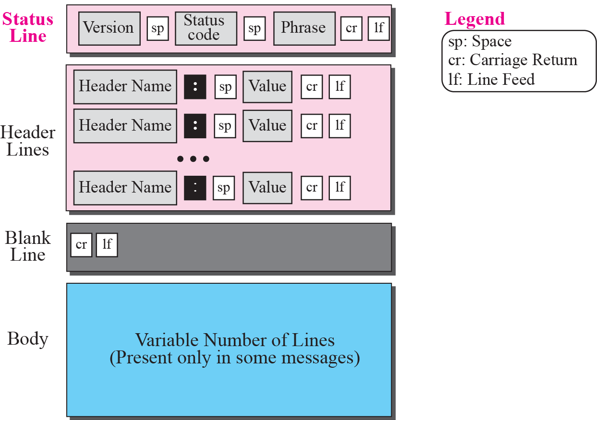 Status Line
Version sp Status code sp Phrase cr lf
Header Lines
Header Name : sp Value cr lf
Header Name : sp Value cr lf
• • •
Header Name : sp Value cr lf
Blank Line
cr lf
Body
Variable Number of Lines
(Present only in some messages)
Legend
sp: Space
cr: Carriage Return
lf: Line Feed